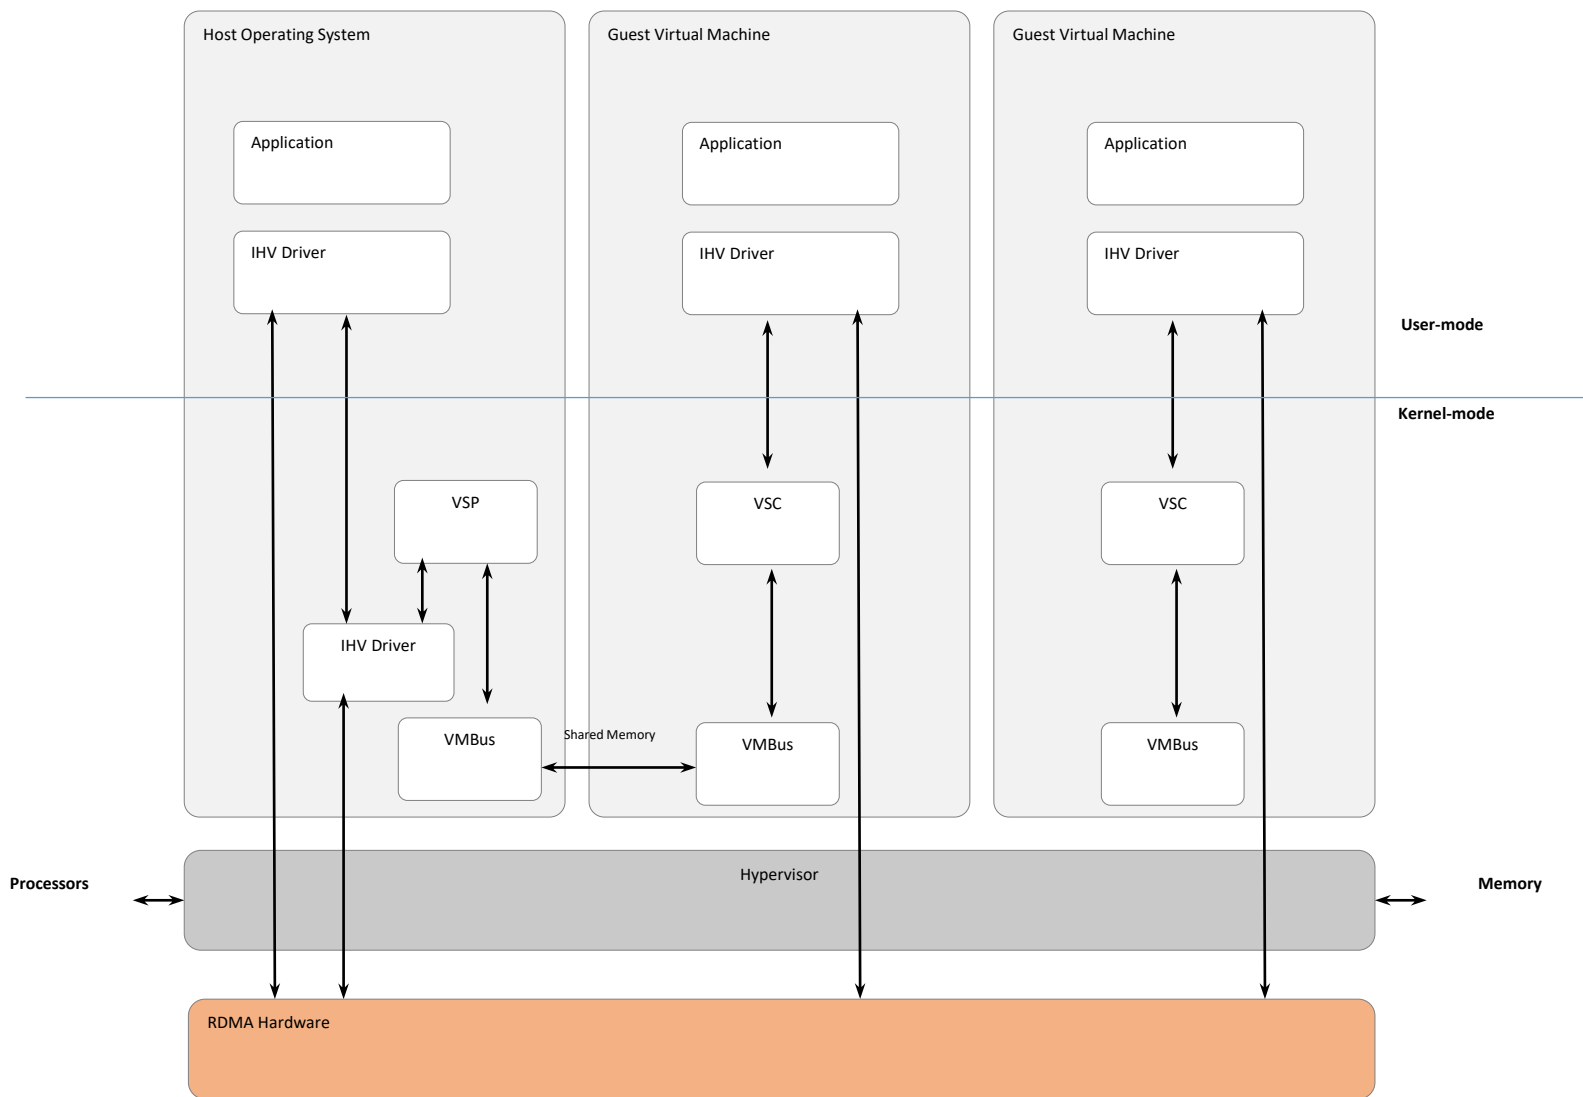 Host Operating System
Guest Virtual Machine
Guest Virtual Machine
Application
Application
Application
IHV Driver
IHV Driver
IHV Driver
User-mode
Kernel-mode
VSP
VSC
VSC
IHV Driver
VMBus
Shared Memory
VMBus
VMBus
Processors
Hypervisor
Memory
RDMA Hardware